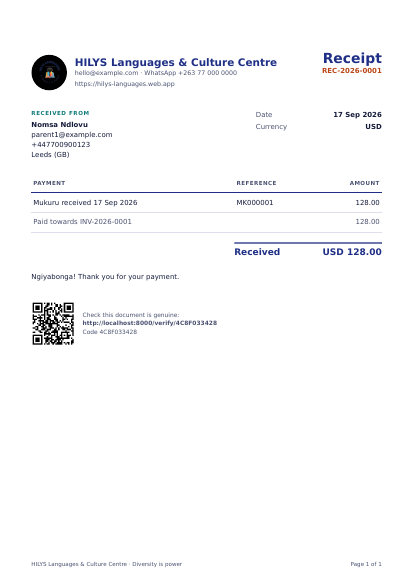 HILYS Languages & Culture Centre
hello@example.com · WhatsApp +263 77 000 0000
https://hilys-languages.web.app
Receipt
REC-2026-0001
RECEIVED FROM
Nomsa Ndlovu
parent1@example.com
+447700900123
Leeds (GB)
Date 17 Sep 2026
Currency USD
PAYMENT REFERENCE AMOUNT
Mukuru received 17 Sep 2026 MK000001 128.00
Paid towards INV-2026-0001 128.00
Received USD 128.00
Ngiyabonga! Thank you for your payment.
Check this document is genuine:
http://localhost:8000/verify/4C8F033428
Code 4C8F033428
HILYS Languages & Culture Centre · Diversity is power Page 1 of 1